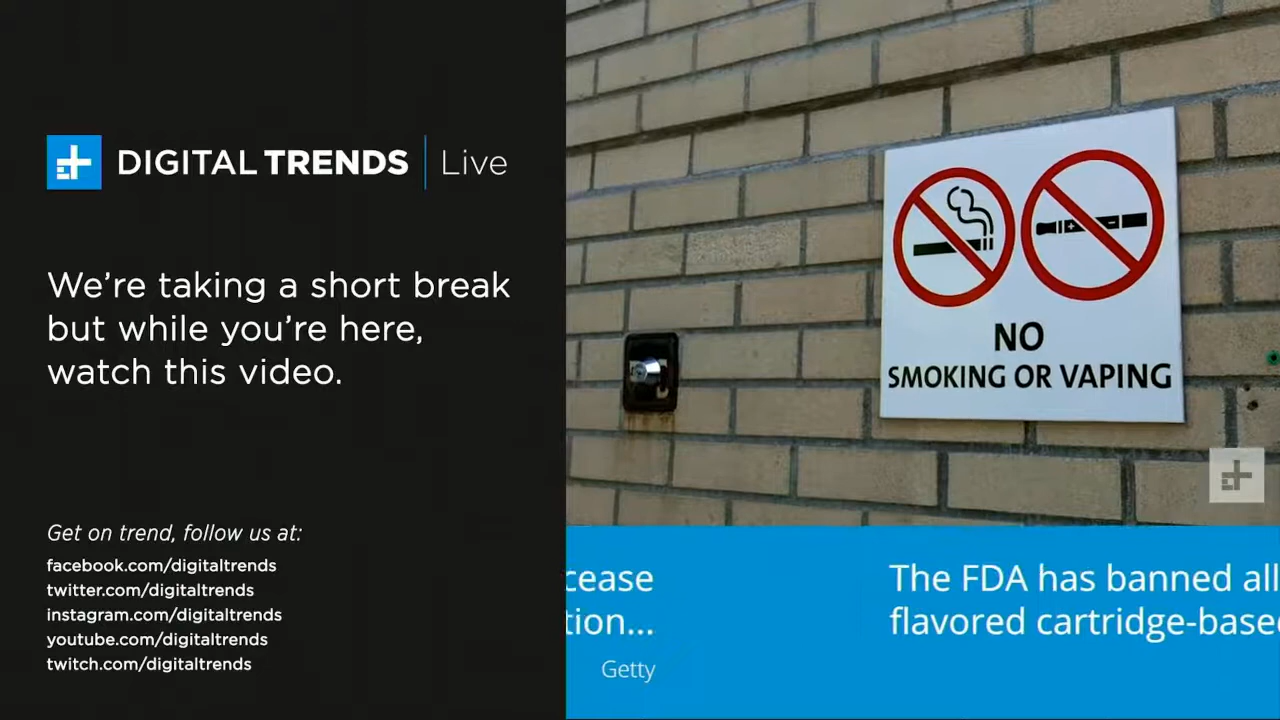 DIGITAL TRENDS Live
We're taking a short break
but while you're here,
watch this video.
Get on trend, follow us at:
facebook.com/digitaltrends
twitter.com/digitaltrends
instagram.com/digitaltrends
youtube.com/digitaltrends
twitch.com/digitaltrends
NO
SMOKING OR VAPING
cease
tion...
Getty
The FDA has banned all
flavored cartridge-base